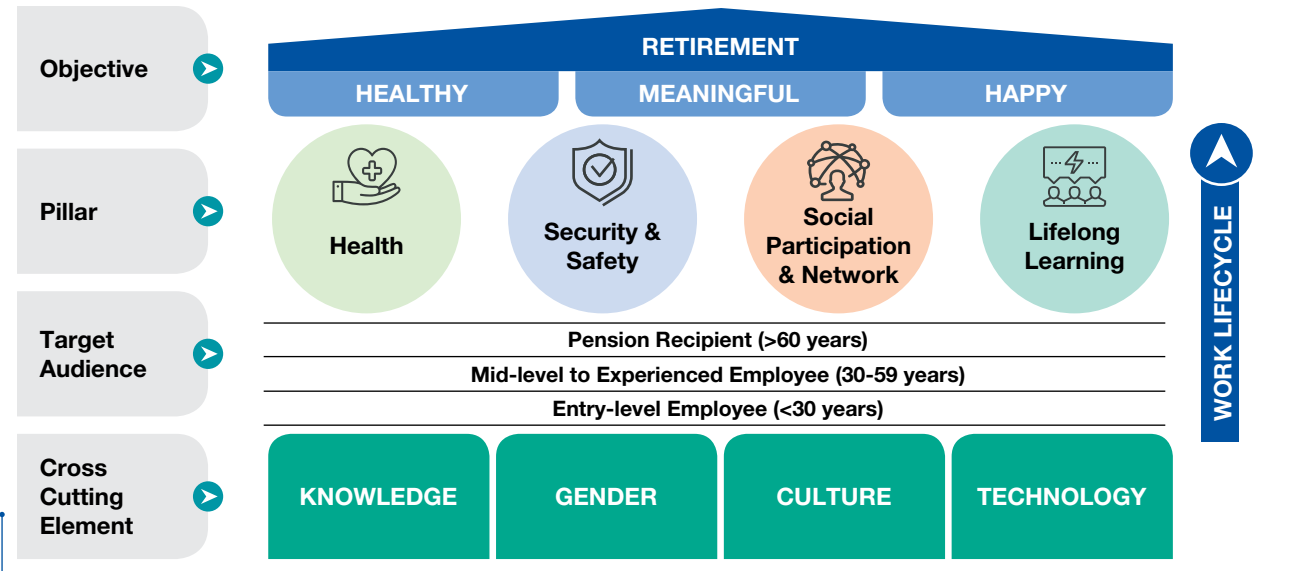 Objective
RETIREMENT
HEALTHY
MEANINGFUL
HAPPY
Pillar
Health
Security &
Safety
Social
Participation
& Network
Lifelong
Learning
Target
Audience
Pension Recipient (>60 years)
Mid-level to Experienced Employee (30-59 years)
Entry-level Employee (<30 years)
Cross
Cutting
Element
KNOWLEDGE
GENDER
CULTURE
TECHNOLOGY
WORK LIFECYCLE